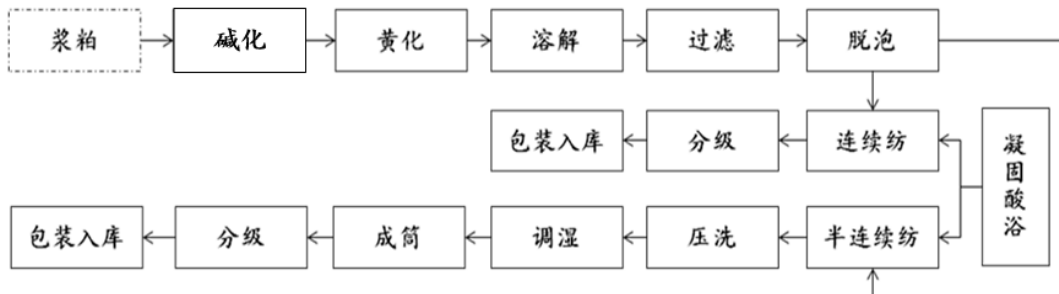 浆粕
碱化
黄化
溶解
过滤
脱泡
包装入库
分级
连续纺
凝固酸浴
包装入库
分级
成筒
调湿
压洗
半连续纺